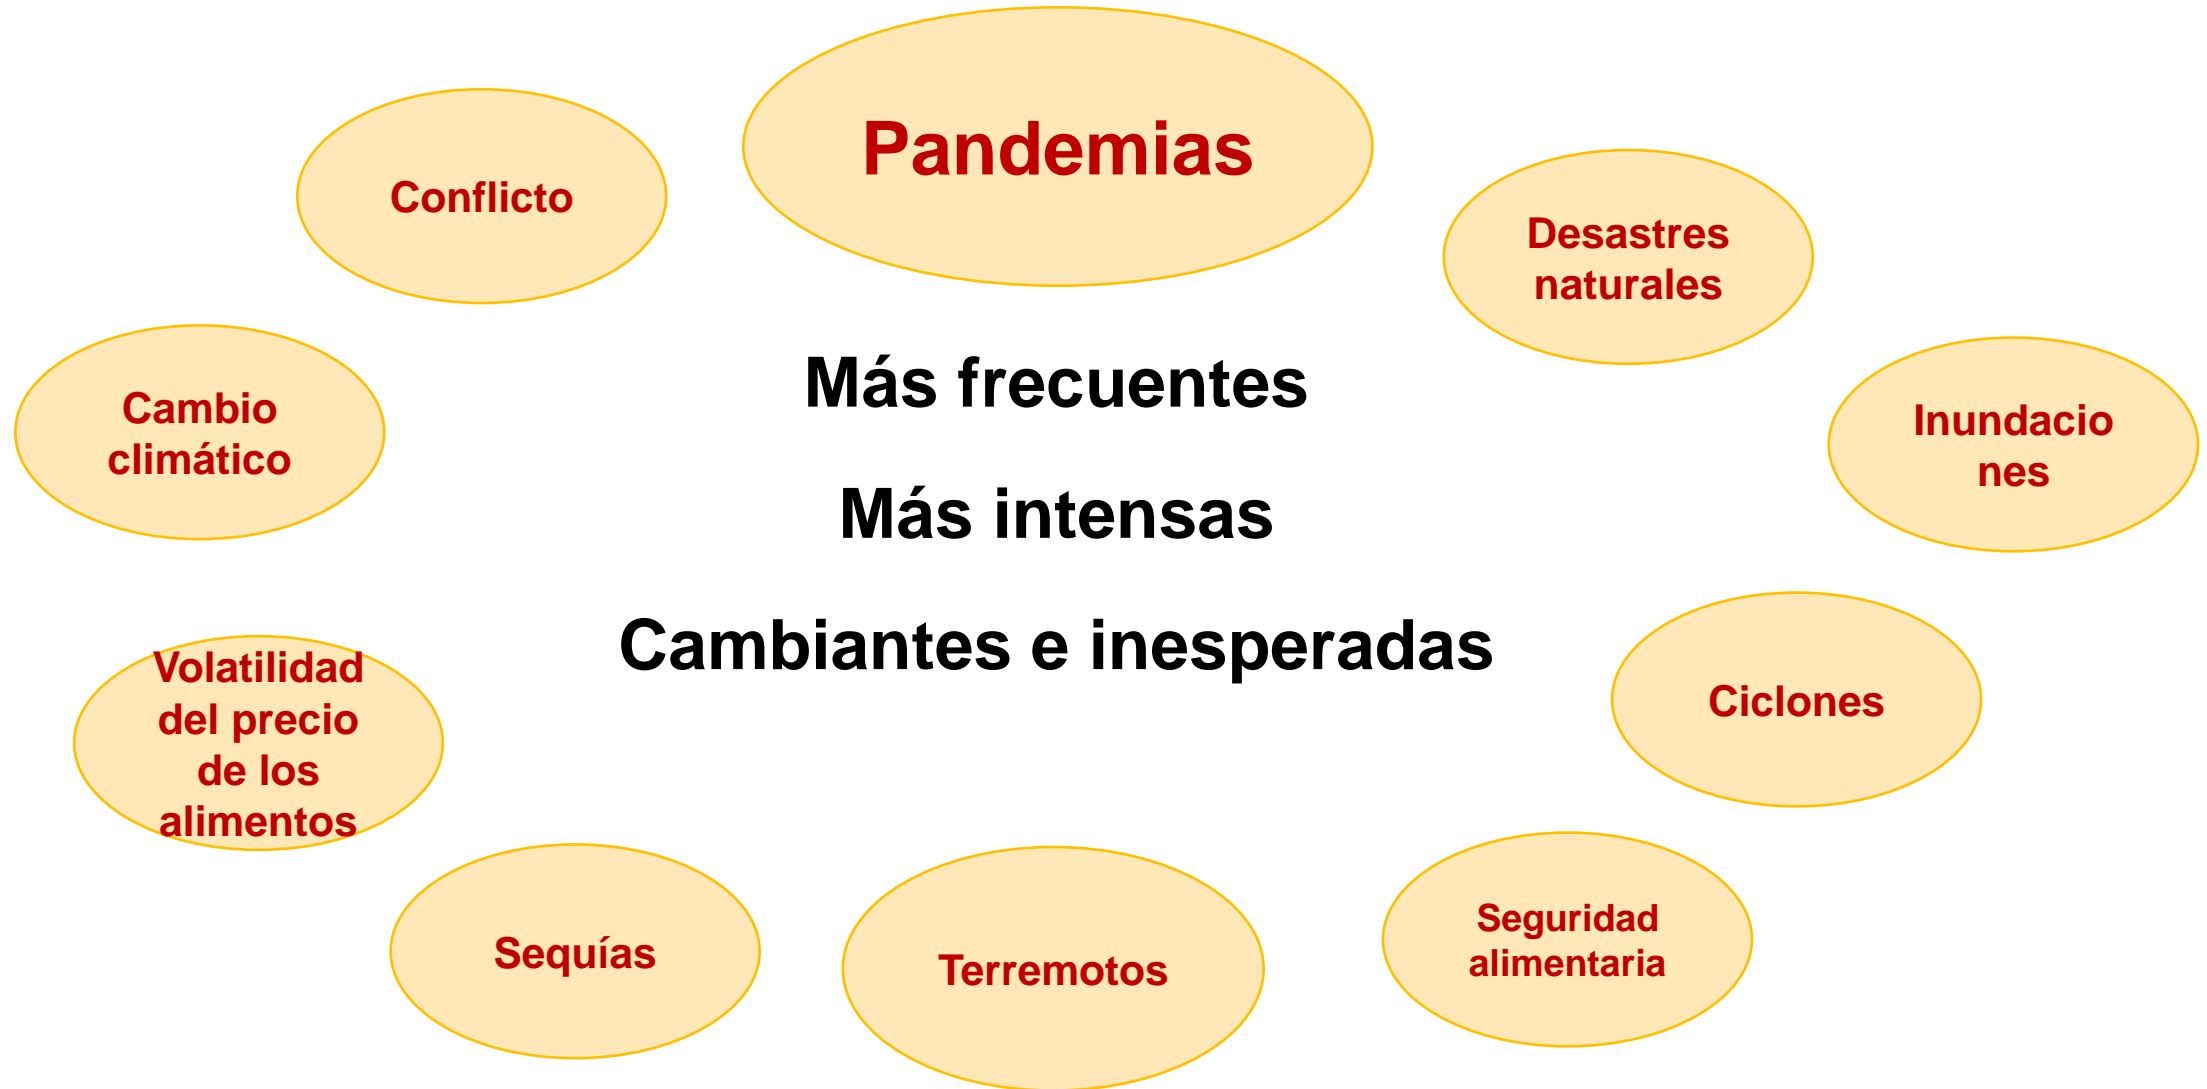 Pandemias
Conflicto
Desastres
naturales
Cambio
climático
Más frecuentes
Más intensas
Cambiantes e inesperadas
Inundacio
nes
Volatilidad
del precio
de los
alimentos
Ciclones
Sequías
Terremotos
Seguridad
alimentaria